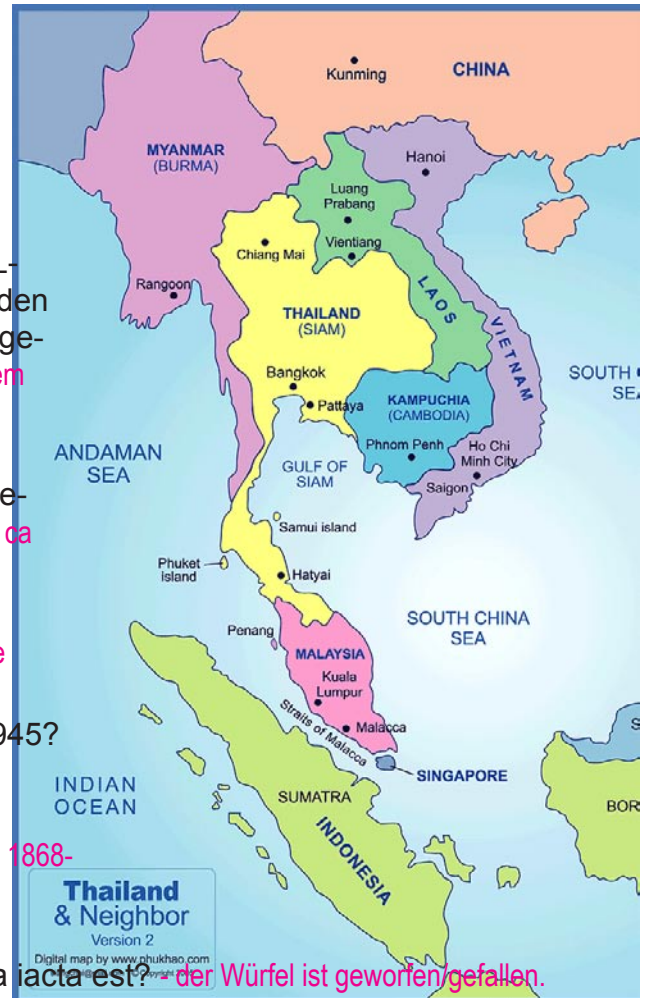 Kunming
CHINA
MYANMAR
(BURMA)
Hanoi
Luang
Prabang
Vientiang
Chiang Mai
LAOS
VIETNAM
den
Rangoon
THAILAND
(SIAM)
ge-
em
Bangkok
Pattaya
KAMPUCHIA
(CAMBODIA)
SOUTH
Phnom Penh
Ho Chi
Minh City
Saigon
ANDAMAN
SEA
GULF OF
SIAM
e-
ca
Samui island
Phuket
island
Hatyai
SOUTH CHINA
SEA
Penang
e
MALAYSIA
Kuala
Lumpur
Malacca
Straits of Malacca
945?
SINGAPORE
INDIAN
OCEAN
SUMATRA
INDONESIA
BOR
1868-
Thailand
& Neighbor
Version 2
Digital map by www.phukhao.com
a iacta est? - der Würfel ist geworfen/gefallen.